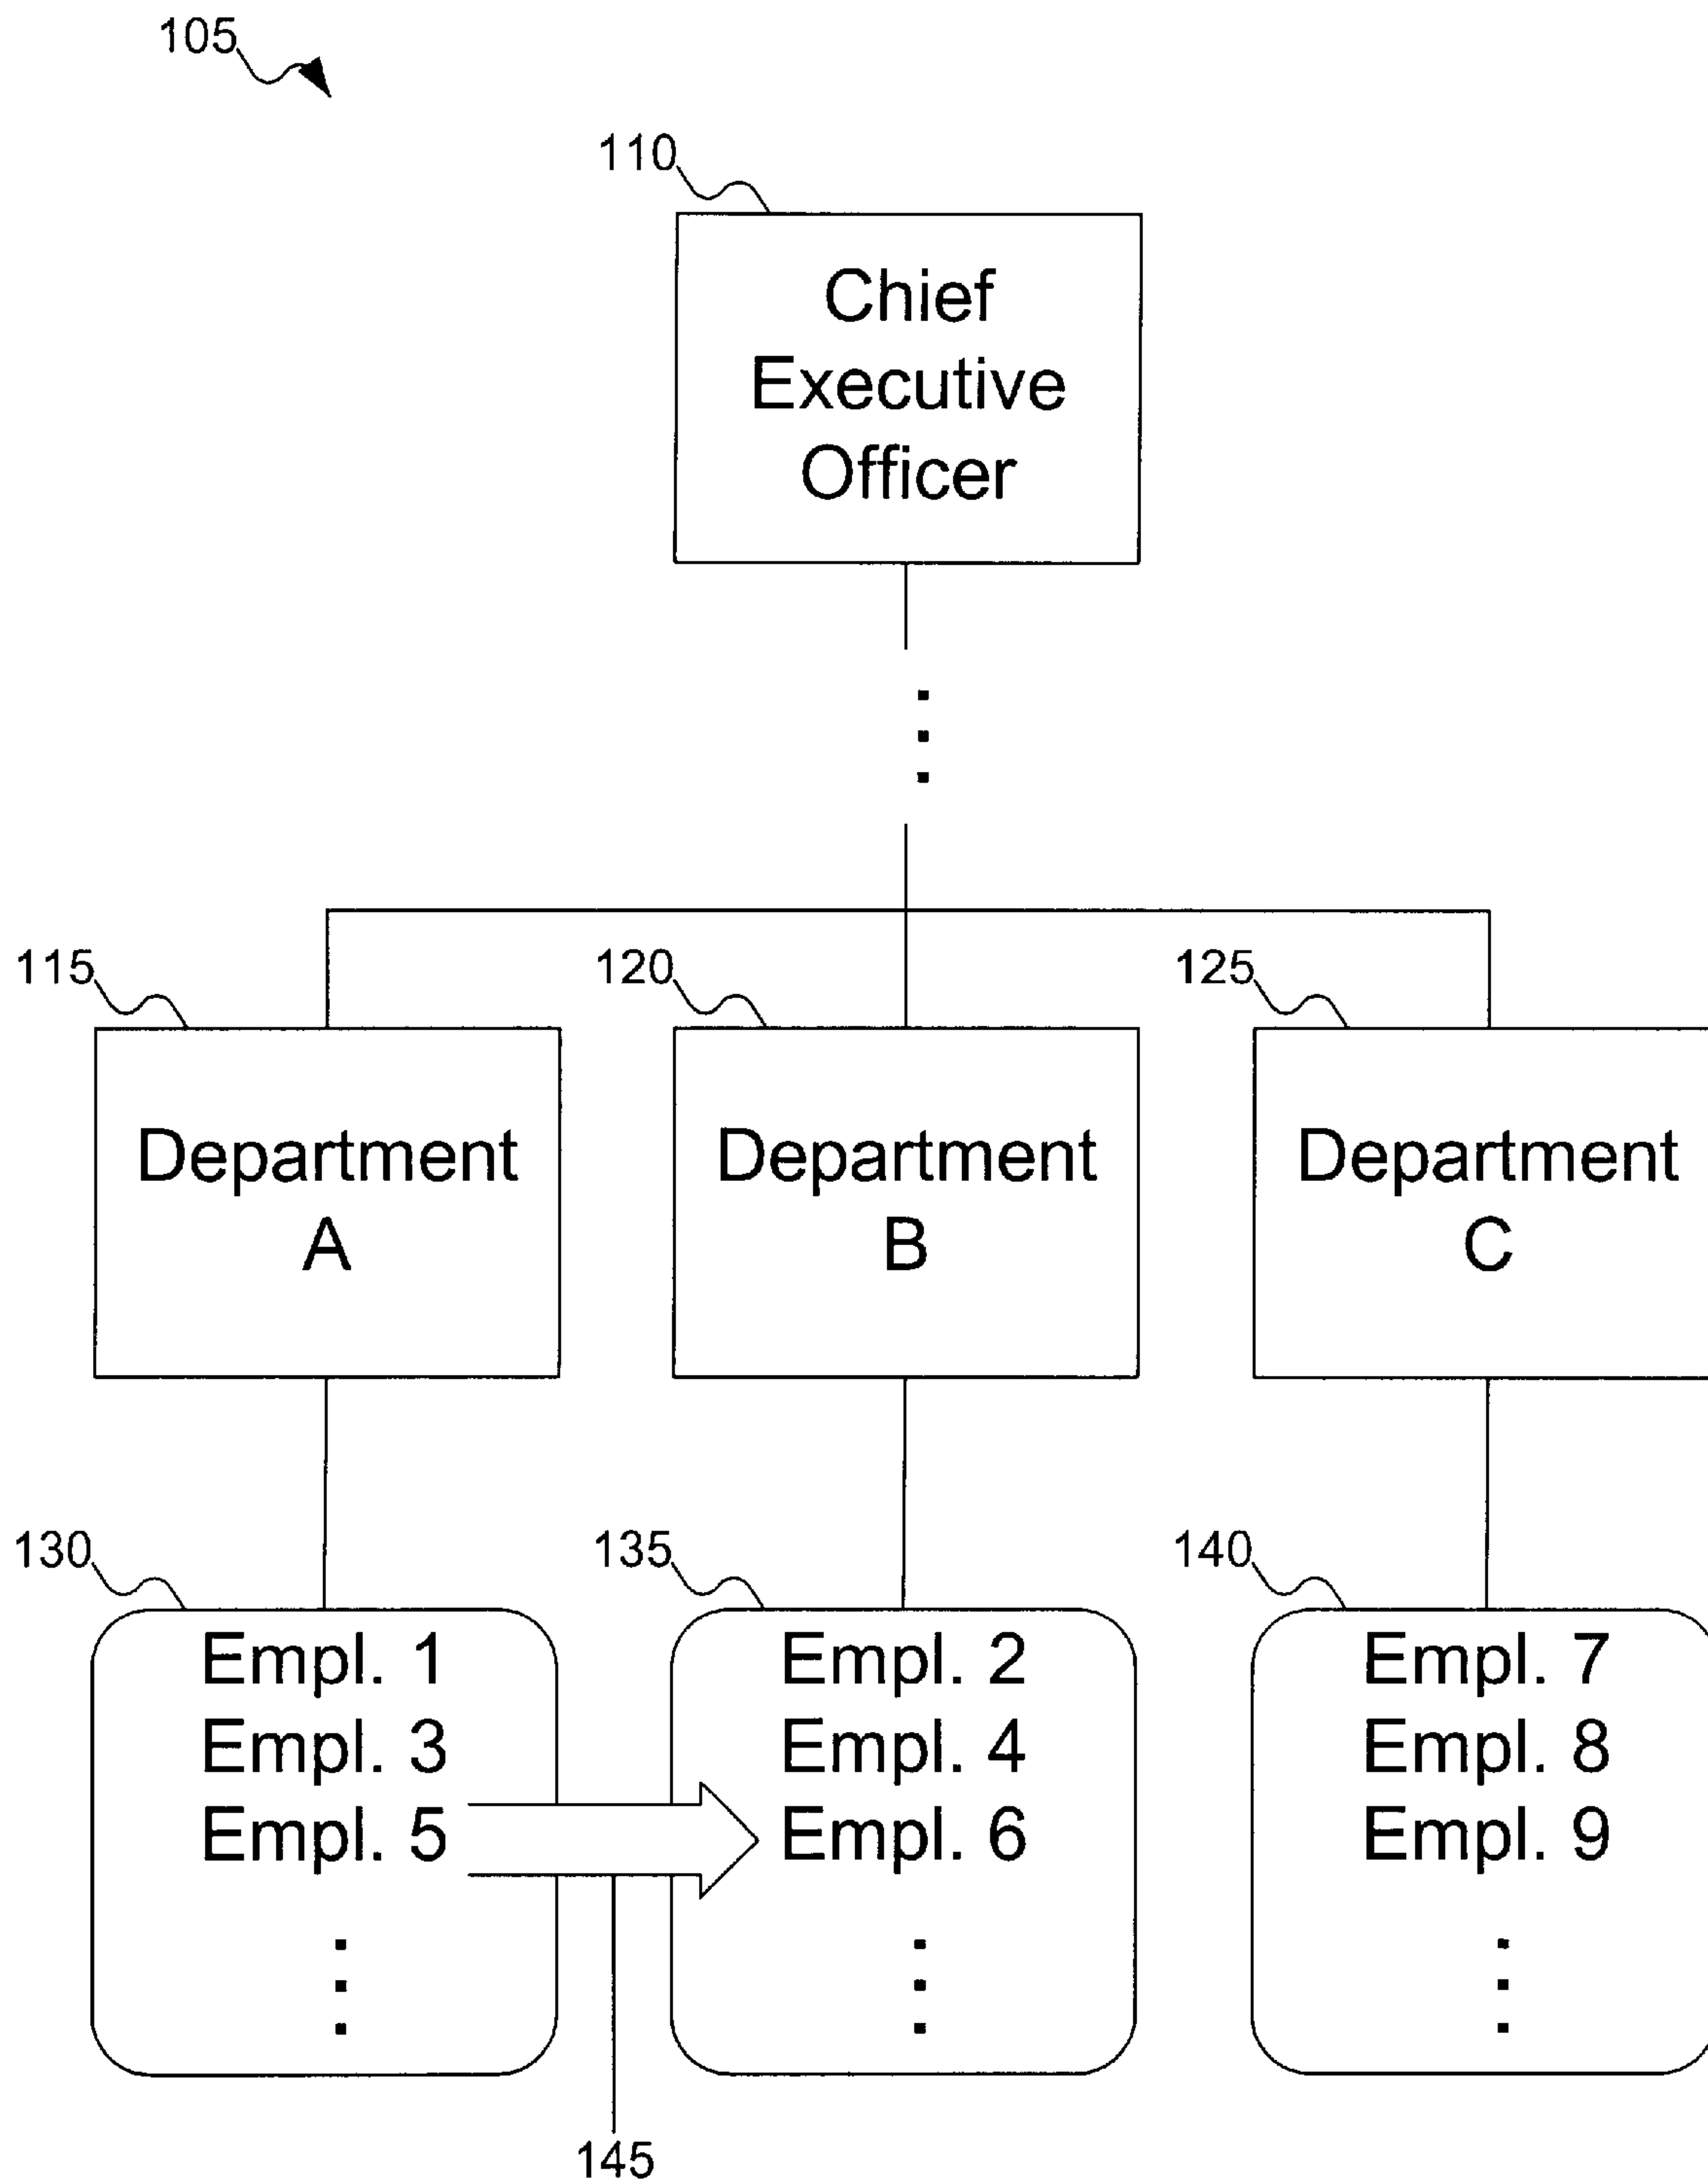 105
110
Chief
Executive
Officer
115
120
125
Department
A
Department
B
Department
C
130
135
140
Empl. 1
Empl. 3
Empl. 5
Empl. 2
Empl. 4
Empl. 6
Empl. 7
Empl. 8
Empl. 9
145